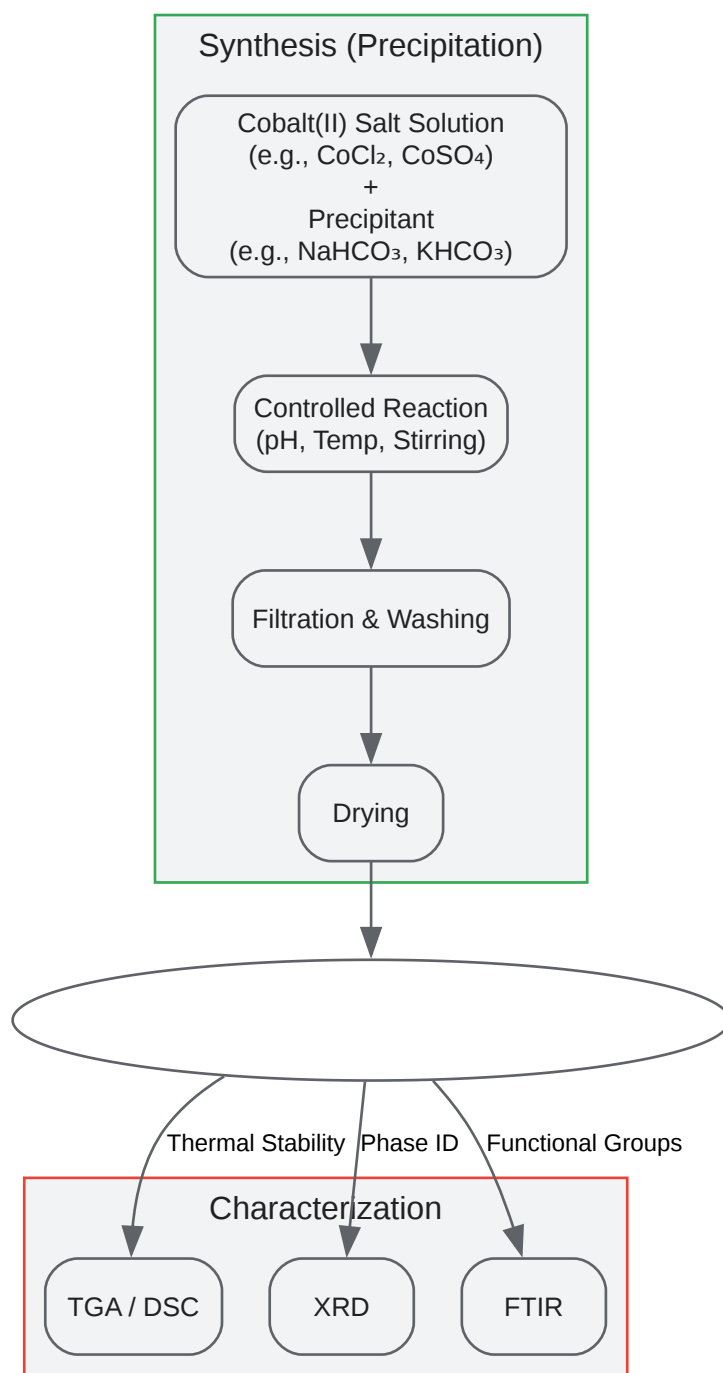 Synthesis (Precipitation)
Cobalt(II) Salt Solution
(e.g., CoCl₂, CoSO₄)
+
Precipitant
(e.g., NaHCO₃, KHCO₃)
Controlled Reaction
(pH, Temp, Stirring)
Filtration & Washing
Drying
Thermal Stability
Phase ID
Functional Groups
Characterization
TGA / DSC
XRD
FTIR